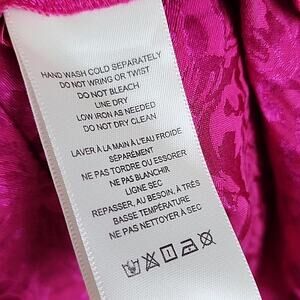 HAND WASH COLD SEPARATELY
DO NOT WRING OR TWIST
DO NOT BLEACH
LINE DRY
LOW IRON AS NEEDED
DO NOT DRY CLEAN
LAVER À LA MAIN À L'EAU FROIDE
SÉPARÉMENT
NE PAS TORDRE OU ESSORER
NE PAS BLANCHIR
LIGNE SEC
REPASSER, AU BESOIN, À TRÈS
BASSE TEMPÉRATURE
NE PAS NETTOYER À SEC